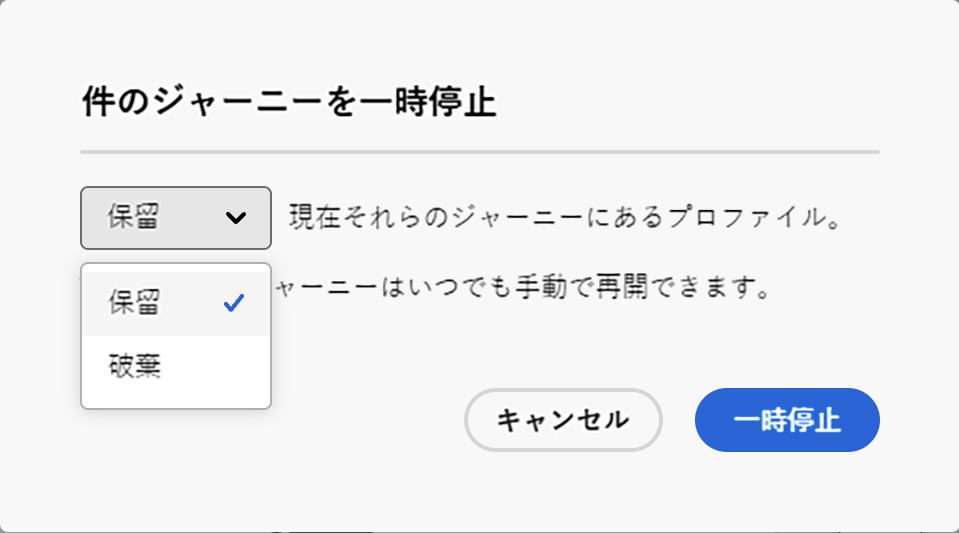 件のジャーニーを一時停止
保留 現在それらのジャーニーにあるプロファイル。
ャーニーはいつでも手動で再開できます。
保留
破棄
キャンセル 一時停止